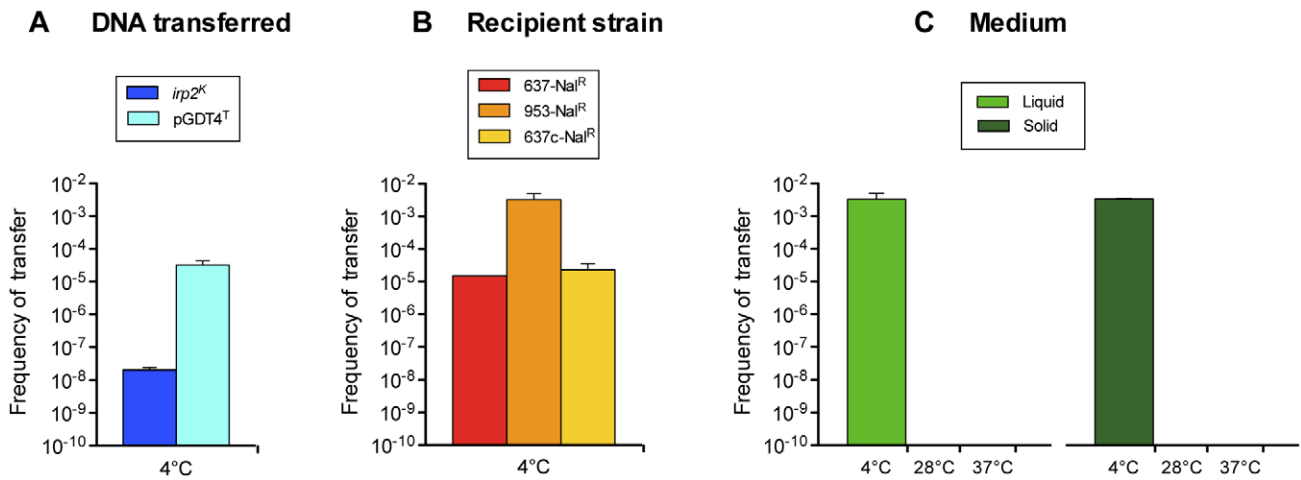 A DNA transferred
irp2ᴷ
pGDT4ᵀ
Frequency of transfer
10⁻²
10⁻³
10⁻⁴
10⁻⁵
10⁻⁶
10⁻⁷
10⁻⁸
10⁻⁹
10⁻¹⁰
4°C
B Recipient strain
637-Nalᴿ
953-Nalᴿ
637c-Nalᴿ
Frequency of transfer
10⁻²
10⁻³
10⁻⁴
10⁻⁵
10⁻⁶
10⁻⁷
10⁻⁸
10⁻⁹
10⁻¹⁰
4°C
C Medium
Liquid
Solid
Frequency of transfer
10⁻²
10⁻³
10⁻⁴
10⁻⁵
10⁻⁶
10⁻⁷
10⁻⁸
10⁻⁹
10⁻¹⁰
4°C 28°C 37°C 4°C 28°C 37°C